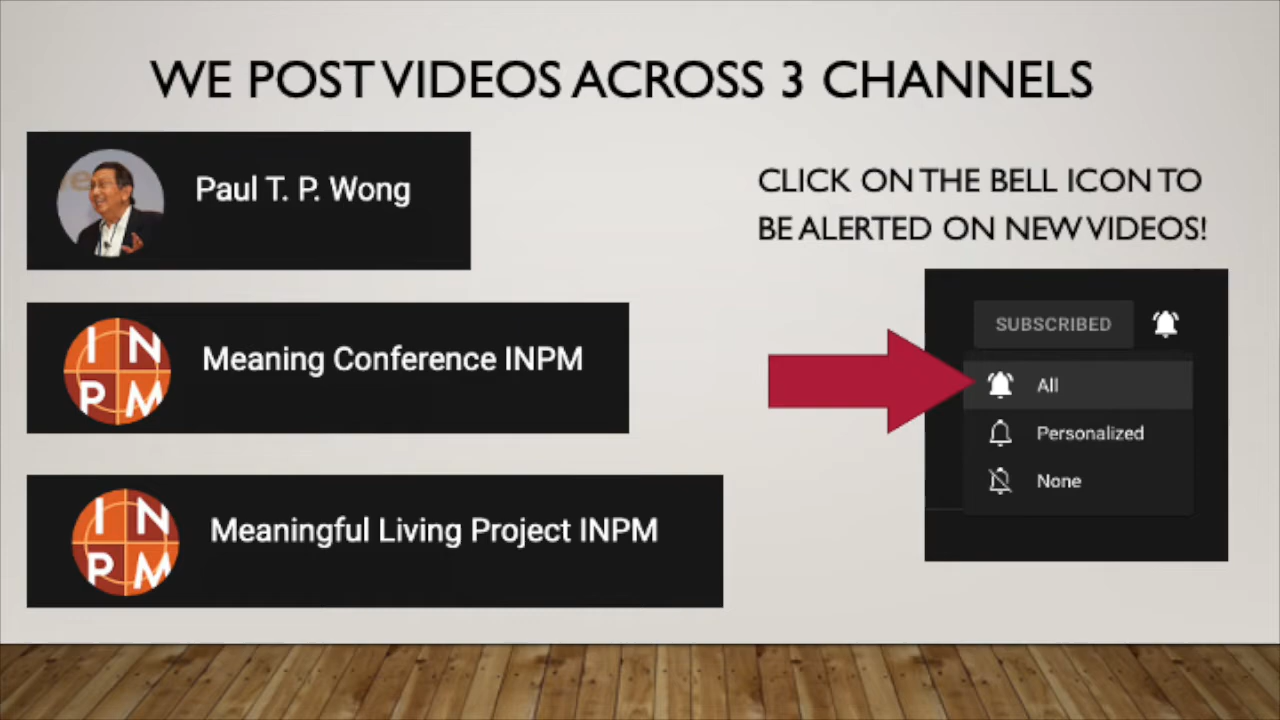 WE POST VIDEOS ACROSS 3 CHANNELS
Paul T. P. Wong
I N
P M
Meaning Conference INPM
I N
P M
Meaningful Living Project INPM
CLICK ON THE BELL ICON TO
BE ALERTED ON NEW VIDEOS!
SUBSCRIBED
All
Personalized
None